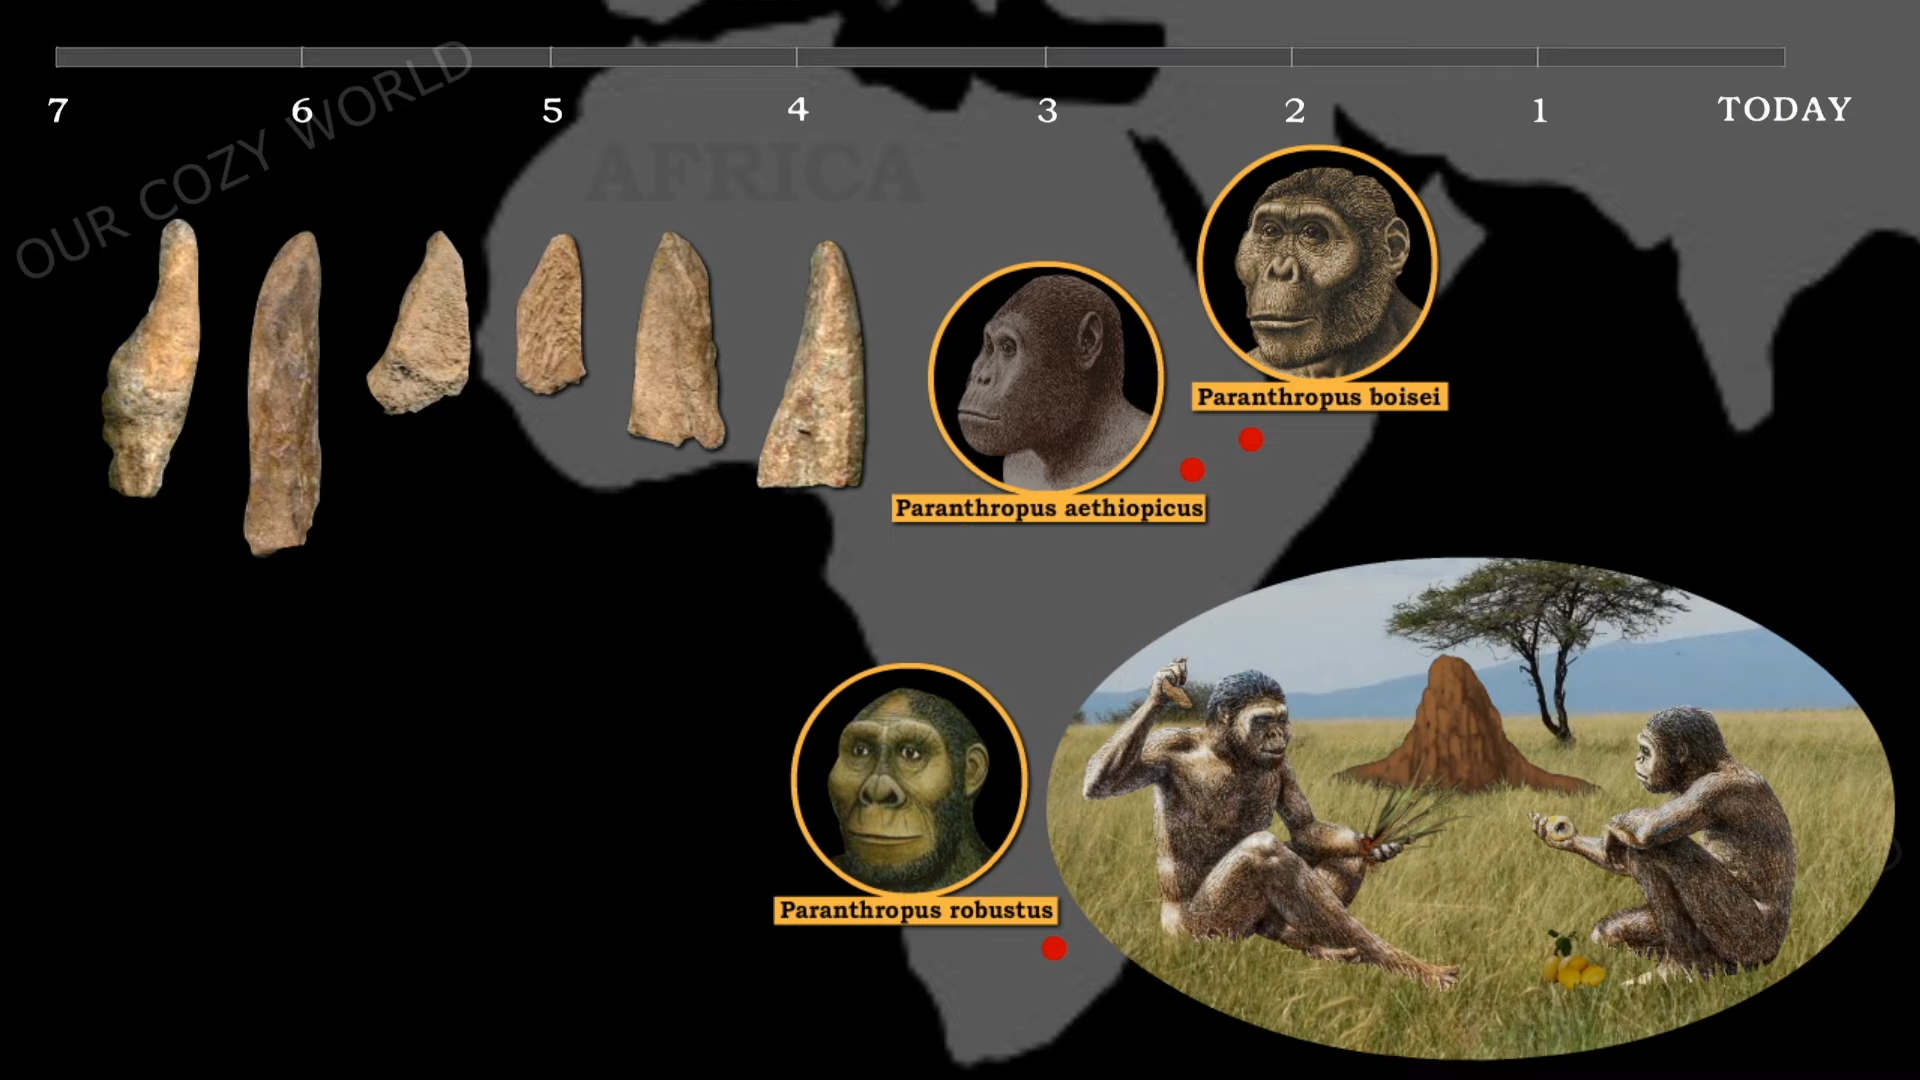 7 6 5 4 3 2 1 TODAY
OUR COZY WORLD
AFRICA
Paranthropus boisei
Paranthropus aethiopicus
Paranthropus robustus